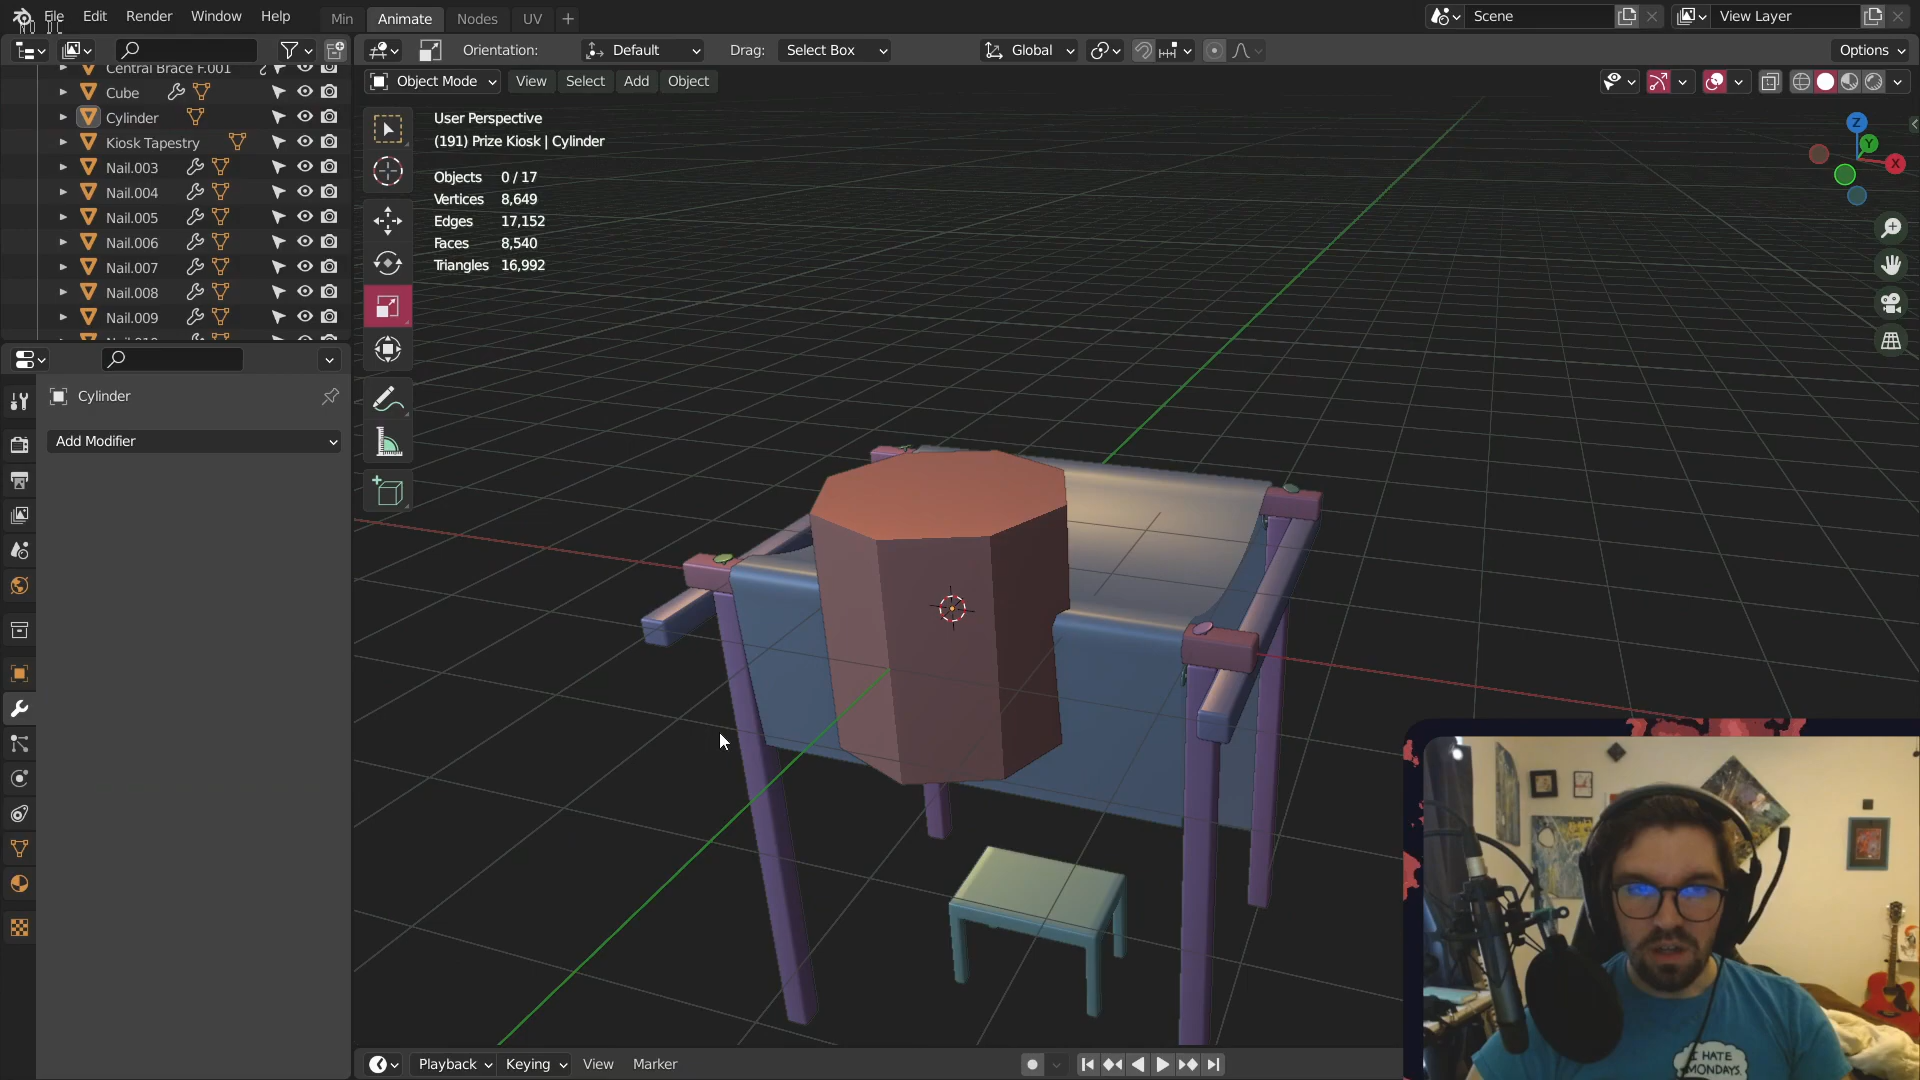 File Edit Render Window Help Min Animate Nodes UV Scene View Layer
Orientation: Default Drag: Select Box Global Options
Object Mode View Select Add Object
Central Brace F.001
Cube
Cylinder
Kiosk Tapestry
Nail.003
Nail.004
Nail.005
Nail.006
Nail.007
Nail.008
Nail.009
User Perspective
(191) Prize Kiosk | Cylinder
Objects 0 / 17
Vertices 8,649
Edges 17,152
Faces 8,540
Triangles 16,992
Z
Y
X
Cylinder
Add Modifier
Playback Keying View Marker
I HATE
MONDAYS